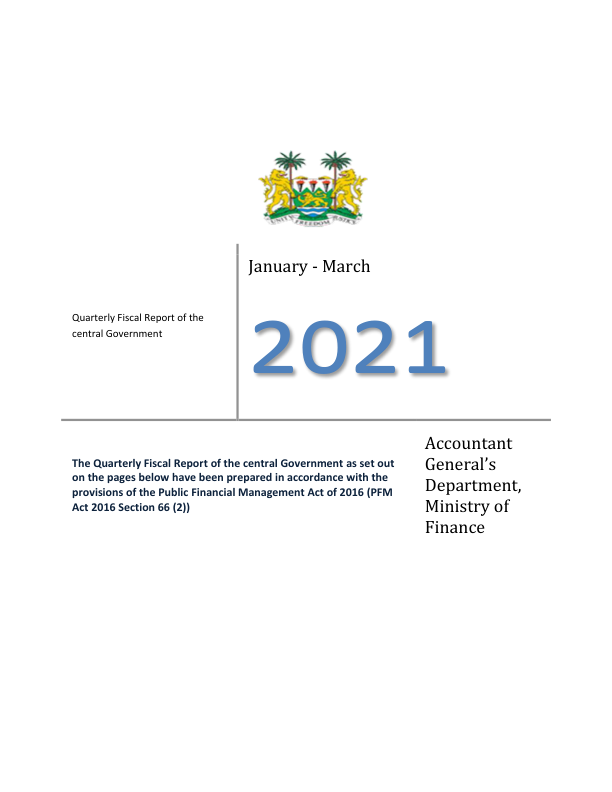 UNITY FREEDOM JUSTICE
January - March
Quarterly Fiscal Report of the
central Government
2021
The Quarterly Fiscal Report of the central Government as set out
on the pages below have been prepared in accordance with the
provisions of the Public Financial Management Act of 2016 (PFM
Act 2016 Section 66 (2))
Accountant
General’s
Department,
Ministry of
Finance